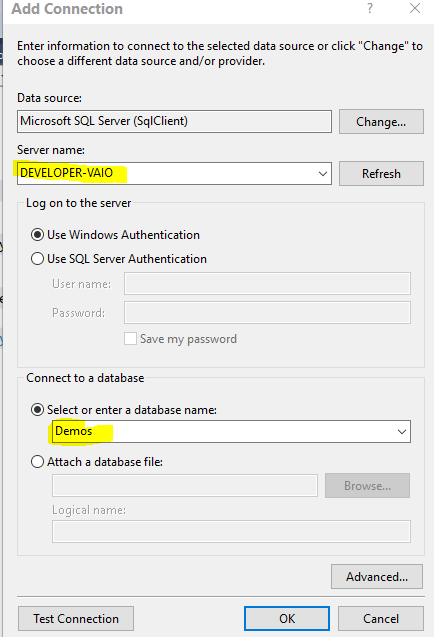 Add Connection
?
Enter information to connect to the selected data source or click "Change" to
choose a different data source and/or provider.
Data source:
Microsoft SQL Server (SqlClient)
Change...
Server name:
DEVELOPER-VAIO
Refresh
Log on to the server
Use Windows Authentication
Use SQL Server Authentication
User name:
Password:
Save my password
Connect to a database
Select or enter a database name:
Demos
Attach a database file:
Browse...
Logical name:
Advanced...
Test Connection
OK
Cancel